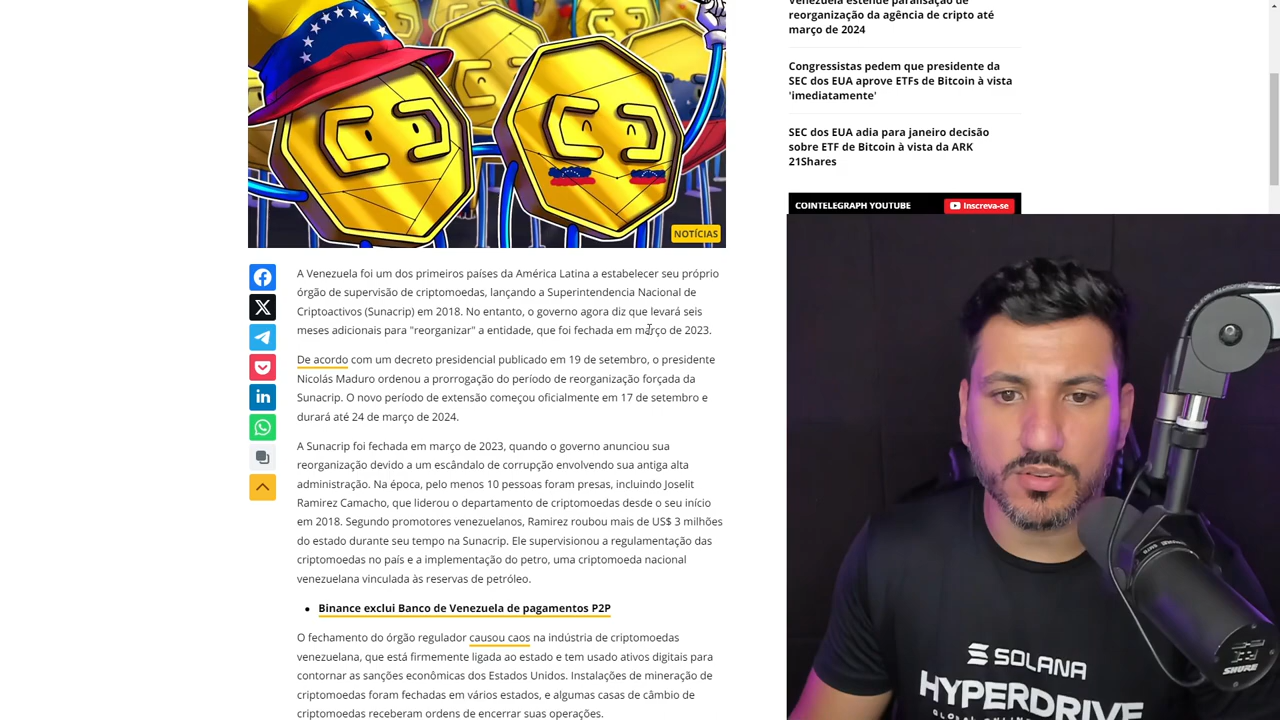 NOTÍCIAS
A Venezuela foi um dos primeiros países da América Latina a estabelecer seu próprio
órgão de supervisão de criptomoedas, lançando a Superintendencia Nacional de
Criptoactivos (Sunacrip) em 2018. No entanto, o governo agora diz que levará seis
meses adicionais para "reorganizar" a entidade, que foi fechada em março de 2023.
De acordo com um decreto presidencial publicado em 19 de setembro, o presidente
Nicolás Maduro ordenou a prorrogação do período de reorganização forçada da
Sunacrip. O novo período de extensão começou oficialmente em 17 de setembro e
durará até 24 de março de 2024.
A Sunacrip foi fechada em março de 2023, quando o governo anunciou sua
reorganização devido a um escândalo de corrupção envolvendo sua antiga alta
administração. Na época, pelo menos 10 pessoas foram presas, incluindo Joselit
Ramirez Camacho, que liderou o departamento de criptomoedas desde o seu início
em 2018. Segundo promotores venezuelanos, Ramirez roubou mais de US$ 3 milhões
do estado durante seu tempo na Sunacrip. Ele supervisionou a regulamentação das
criptomoedas no país e a implementação do petro, uma criptomoeda nacional
venezuelana vinculada às reservas de petróleo.
• Binance exclui Banco de Venezuela de pagamentos P2P
O fechamento do órgão regulador causou caos na indústria de criptomoedas
venezuelana, que está firmemente ligada ao estado e tem usado ativos digitais para
contornar as sanções econômicas dos Estados Unidos. Instalações de mineração de
criptomoedas foram fechadas em vários estados, e algumas casas de câmbio de
criptomoedas receberam ordens de encerrar suas operações.
Venezuela estende paralisação de
reorganização da agência de cripto até
março de 2024
Congressistas pedem que presidente da
SEC dos EUA aprove ETFs de Bitcoin à vista
'imediatamente'
SEC dos EUA adia para janeiro decisão
sobre ETF de Bitcoin à vista da ARK
21Shares
COINTELEGRAPH YOUTUBE
Inscreva-se
SOLANA
HYPERDRIVE
SHURE